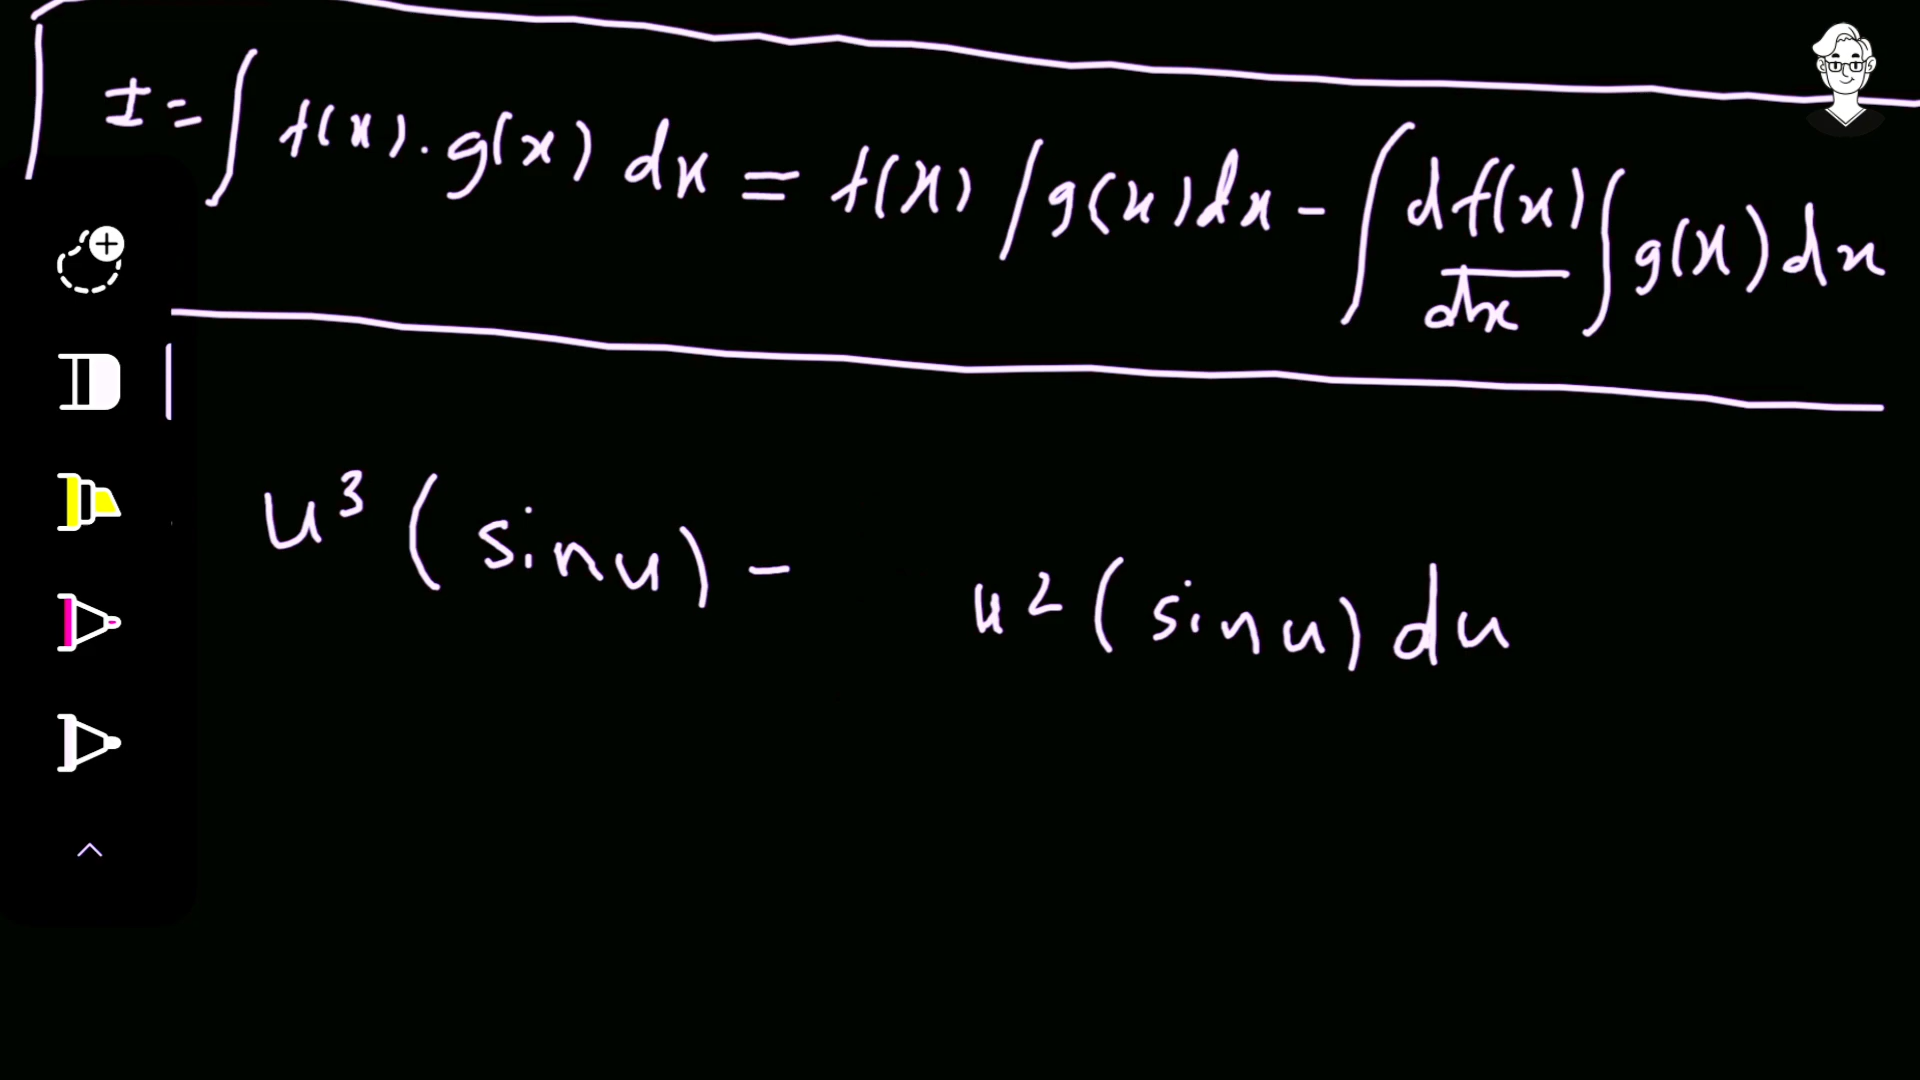 I = ∫ f(x) . g(x) dx = f(x) ∫ g(x) dx - ∫ df(x)/dx ∫ g(x) dx
u³ ( sin u ) - u² ( sin u ) du